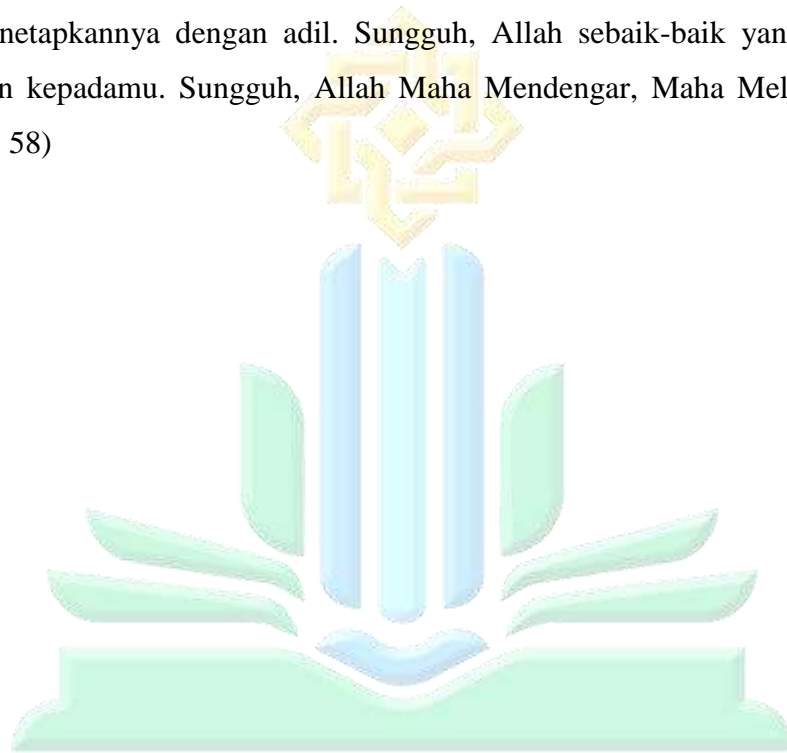 netapkannya dengan adil. Sungguh, Allah sebaik-baik yan
n kepadamu. Sungguh, Allah Maha Mendengar, Maha Mel
58)